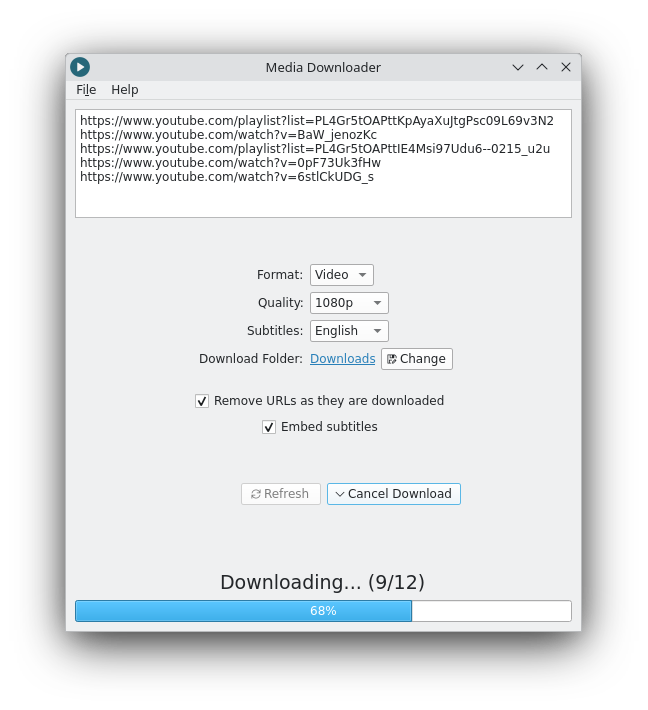 Media Downloader
File Help
https://www.youtube.com/playlist?list=PL4Gr5tOAPttKpAyaXuJtgPsc09L69v3N2
https://www.youtube.com/watch?v=BaW_jenozKc
https://www.youtube.com/playlist?list=PL4Gr5tOAPttIE4Msi97Udu6--0215_u2u
https://www.youtube.com/watch?v=0pF73Uk3fHw
https://www.youtube.com/watch?v=6stlCkUDG_s
Format: Video
Quality: 1080p
Subtitles: English
Download Folder: Downloads Change
Remove URLs as they are downloaded
Embed subtitles
Refresh Cancel Download
Downloading... (9/12)
68%